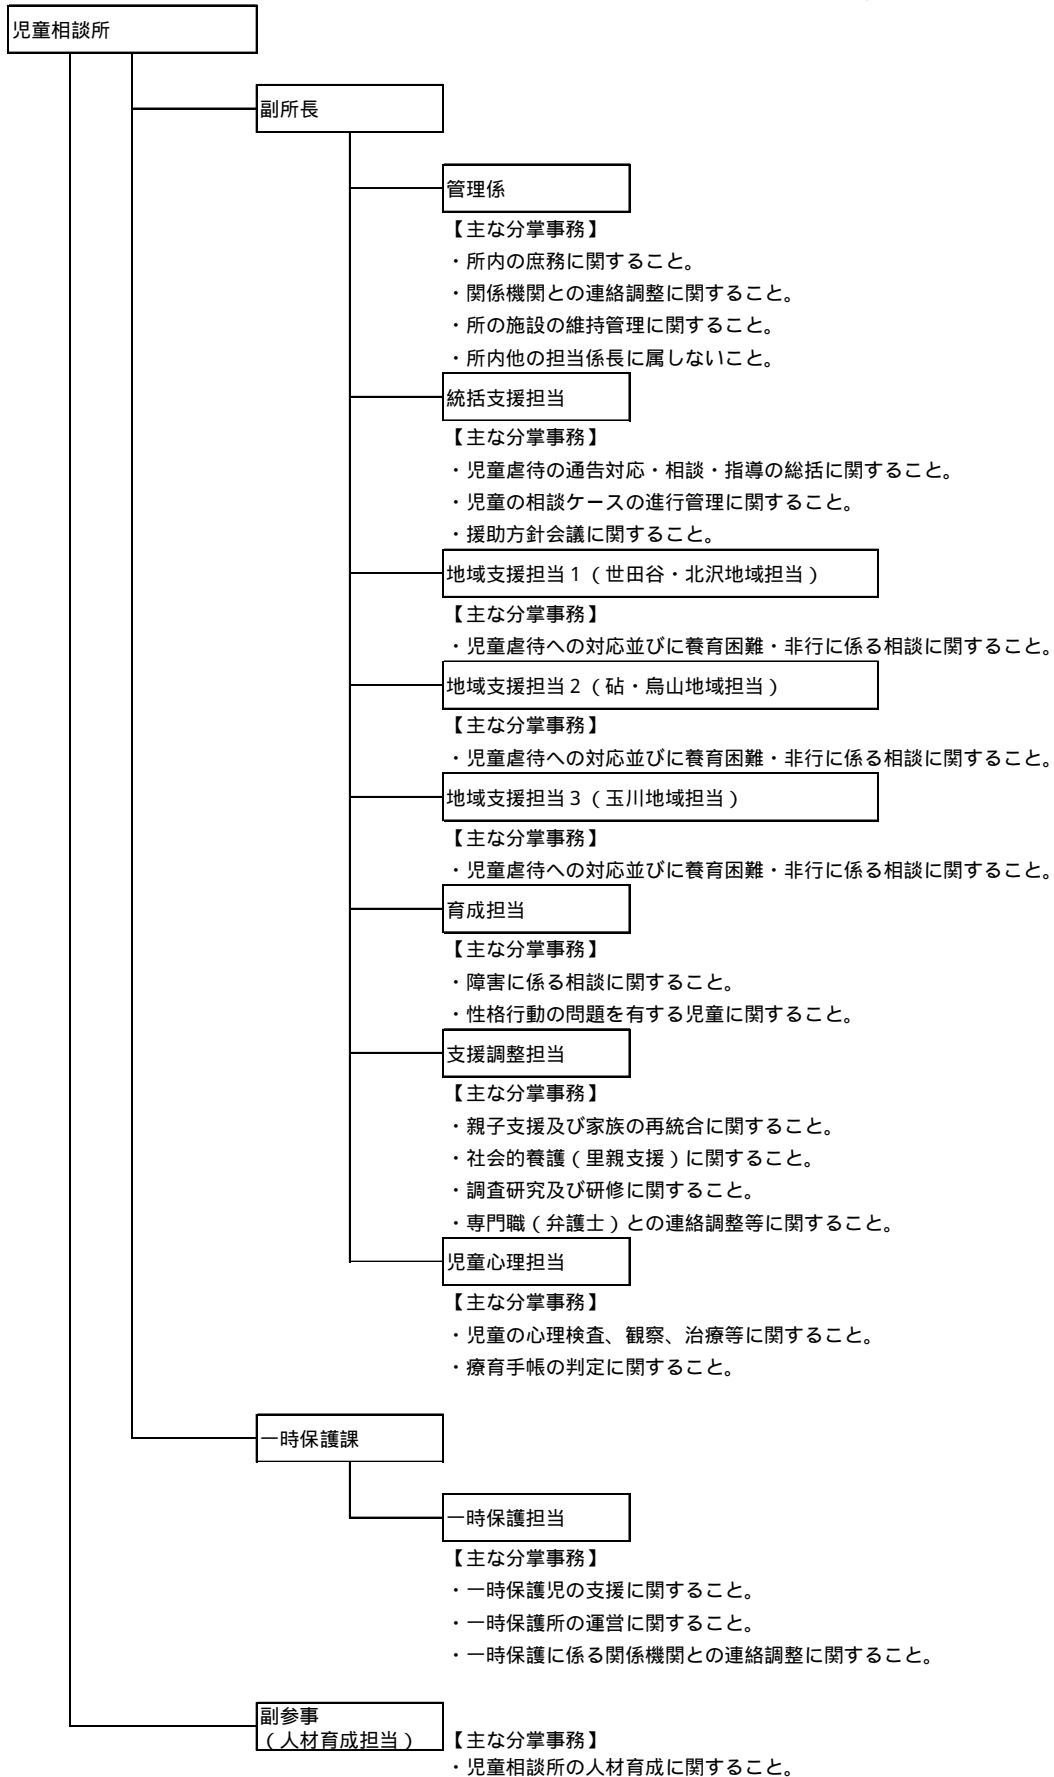 児童相談所
副所長
管理係
【主な分掌事務】
・所内の庶務に関すること。
・関係機関との連絡調整に関すること。
・所の施設の維持管理に関すること。
・所内他の担当係長に属しないこと。
統括支援担当
【主な分掌事務】
・児童虐待の通告対応・相談・指導の総括に関すること。
・児童の相談ケースの進行管理に関すること。
・援助方針会議に関すること。
地域支援担当1（世田谷・北沢地域担当）
【主な分掌事務】
・児童虐待への対応並びに養育困難・非行に係る相談に関すること。
地域支援担当2（砧・烏山地域担当）
【主な分掌事務】
・児童虐待への対応並びに養育困難・非行に係る相談に関すること。
地域支援担当3（玉川地域担当）
【主な分掌事務】
・児童虐待への対応並びに養育困難・非行に係る相談に関すること。
育成担当
【主な分掌事務】
・障害に係る相談に関すること。
・性格行動の問題を有する児童に関すること。
支援調整担当
【主な分掌事務】
・親子支援及び家族の再統合に関すること。
・社会的養護（里親支援）に関すること。
・調査研究及び研修に関すること。
・専門職（弁護士）との連絡調整等に関すること。
児童心理担当
【主な分掌事務】
・児童の心理検査、観察、治療等に関すること。
・療育手帳の判定に関すること。
一時保護課
一時保護担当
【主な分掌事務】
・一時保護児の支援に関すること。
・一時保護所の運営に関すること。
・一時保護に係る関係機関との連絡調整に関すること。
副参事
（人材育成担当）
【主な分掌事務】
・児童相談所の人材育成に関すること。